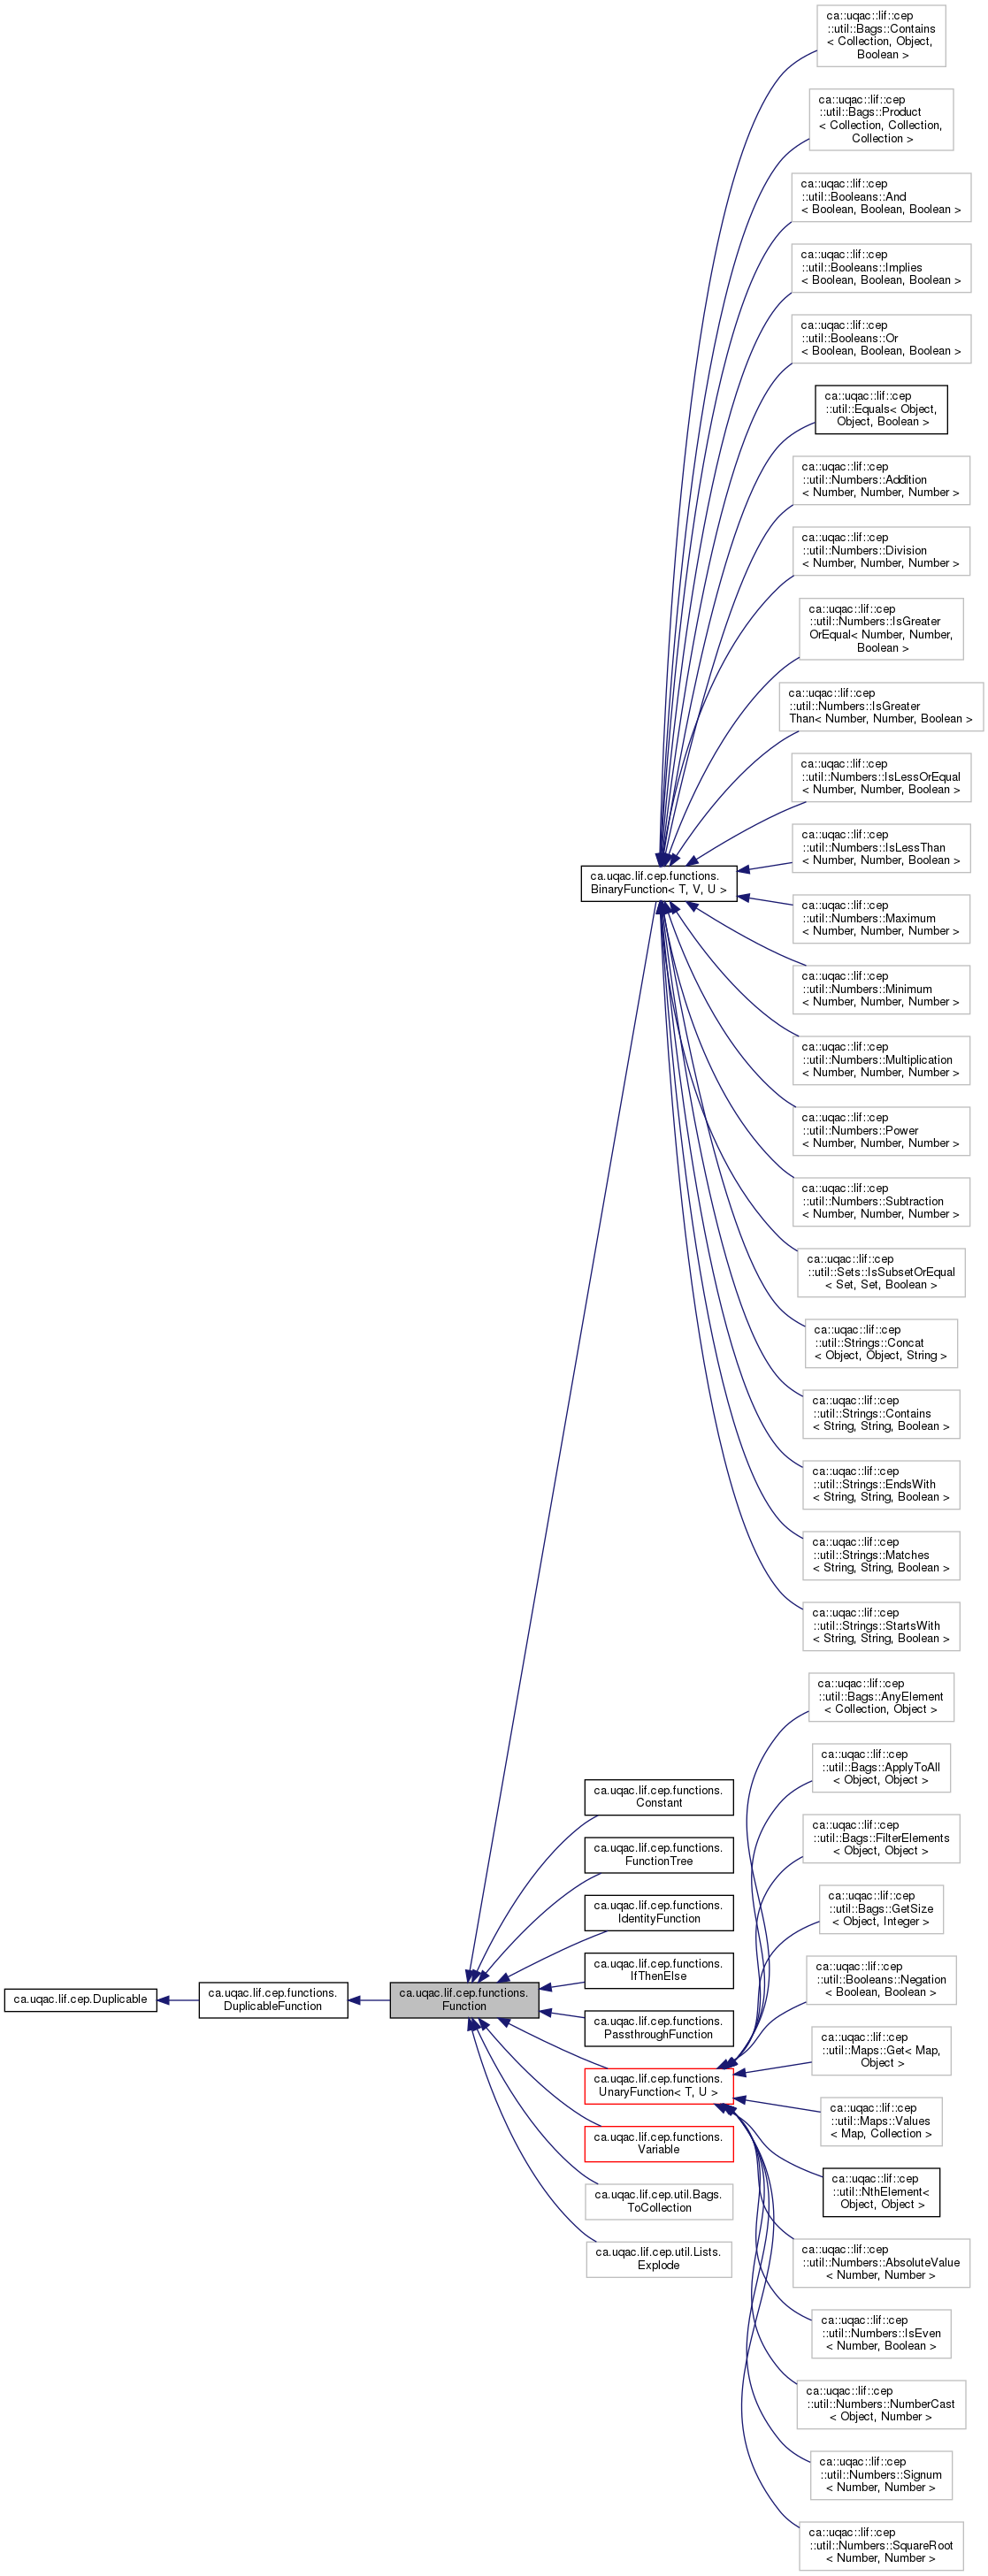 ca::uqac::lif::cep
::util::Bags::Contains
< Collection, Object,
Boolean >
ca::uqac::lif::cep
::util::Bags::Product
< Collection, Collection,
Collection >
ca::uqac::lif::cep
::util::Booleans::And
< Boolean, Boolean, Boolean >
ca::uqac::lif::cep
::util::Booleans::Implies
< Boolean, Boolean, Boolean >
ca::uqac::lif::cep
::util::Booleans::Or
< Boolean, Boolean, Boolean >
ca::uqac::lif::cep
::util::Equals< Object,
Object, Boolean >
ca::uqac::lif::cep
::util::Numbers::Addition
< Number, Number, Number >
ca::uqac::lif::cep
::util::Numbers::Division
< Number, Number, Number >
ca::uqac::lif::cep
::util::Numbers::IsGreater
OrEqual< Number, Number,
Boolean >
ca::uqac::lif::cep
::util::Numbers::IsGreater
Than< Number, Number, Boolean >
ca::uqac::lif::cep
::util::Numbers::IsLessOrEqual
< Number, Number, Boolean >
ca::uqac::lif::cep
::util::Numbers::IsLessThan
< Number, Number, Boolean >
ca.uqac.lif.cep.functions.
BinaryFunction< T, V, U >
ca::uqac::lif::cep
::util::Numbers::Maximum
< Number, Number, Number >
ca::uqac::lif::cep
::util::Numbers::Minimum
< Number, Number, Number >
ca::uqac::lif::cep
::util::Numbers::Multiplication
< Number, Number, Number >
ca::uqac::lif::cep
::util::Numbers::Power
< Number, Number, Number >
ca::uqac::lif::cep
::util::Numbers::Subtraction
< Number, Number, Number >
ca::uqac::lif::cep
::util::Sets::IsSubsetOrEqual
< Set, Set, Boolean >
ca::uqac::lif::cep
::util::Strings::Concat
< Object, Object, String >
ca::uqac::lif::cep
::util::Strings::Contains
< String, String, Boolean >
ca::uqac::lif::cep
::util::Strings::EndsWith
< String, String, Boolean >
ca::uqac::lif::cep
::util::Strings::Matches
< String, String, Boolean >
ca::uqac::lif::cep
::util::Strings::StartsWith
< String, String, Boolean >
ca.uqac.lif.cep.Duplicable
ca.uqac.lif.cep.functions.
DuplicableFunction
ca.uqac.lif.cep.functions.
Function
ca.uqac.lif.cep.functions.
Constant
ca.uqac.lif.cep.functions.
FunctionTree
ca.uqac.lif.cep.functions.
IdentityFunction
ca.uqac.lif.cep.functions.
IfThenElse
ca.uqac.lif.cep.functions.
PassthroughFunction
ca.uqac.lif.cep.functions.
UnaryFunction< T, U >
ca.uqac.lif.cep.functions.
Variable
ca.uqac.lif.cep.util.Bags.
ToCollection
ca.uqac.lif.cep.util.Lists.
Explode
ca::uqac::lif::cep
::util::Bags::AnyElement
< Collection, Object >
ca::uqac::lif::cep
::util::Bags::ApplyToAll
< Object, Object >
ca::uqac::lif::cep
::util::Bags::FilterElements
< Object, Object >
ca::uqac::lif::cep
::util::Bags::GetSize
< Object, Integer >
ca::uqac::lif::cep
::util::Booleans::Negation
< Boolean, Boolean >
ca::uqac::lif::cep
::util::Maps::Get< Map,
Object >
ca::uqac::lif::cep
::util::Maps::Values
< Map, Collection >
ca::uqac::lif::cep
::util::NthElement<
Object, Object >
ca::uqac::lif::cep
::util::Numbers::AbsoluteValue
< Number, Number >
ca::uqac::lif::cep
::util::Numbers::IsEven
< Number, Boolean >
ca::uqac::lif::cep
::util::Numbers::NumberCast
< Object, Number >
ca::uqac::lif::cep
::util::Numbers::Signum
< Number, Number >
ca::uqac::lif::cep
::util::Numbers::SquareRoot
< Number, Number >